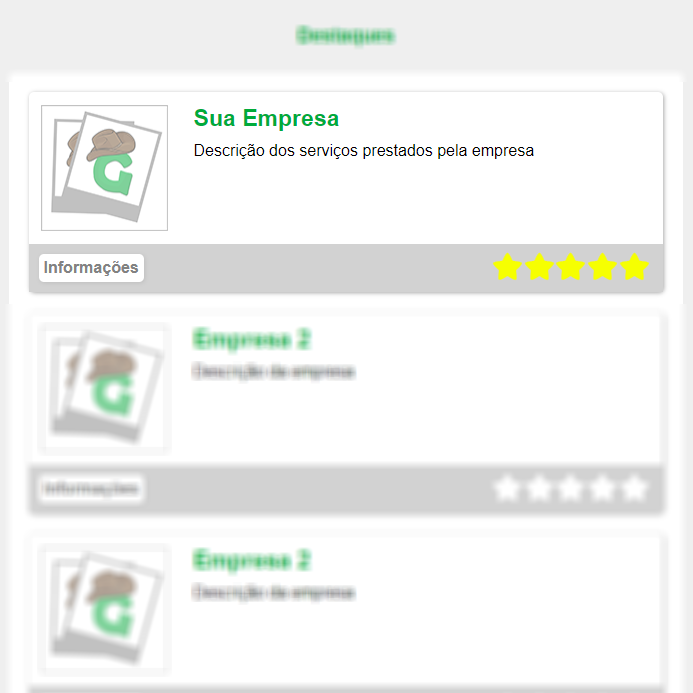 Destaques
Sua Empresa
Descrição dos serviços prestados pela empresa
Informações
Empresa 2
Descrição da empresa
Informações
Empresa 2
Descrição da empresa